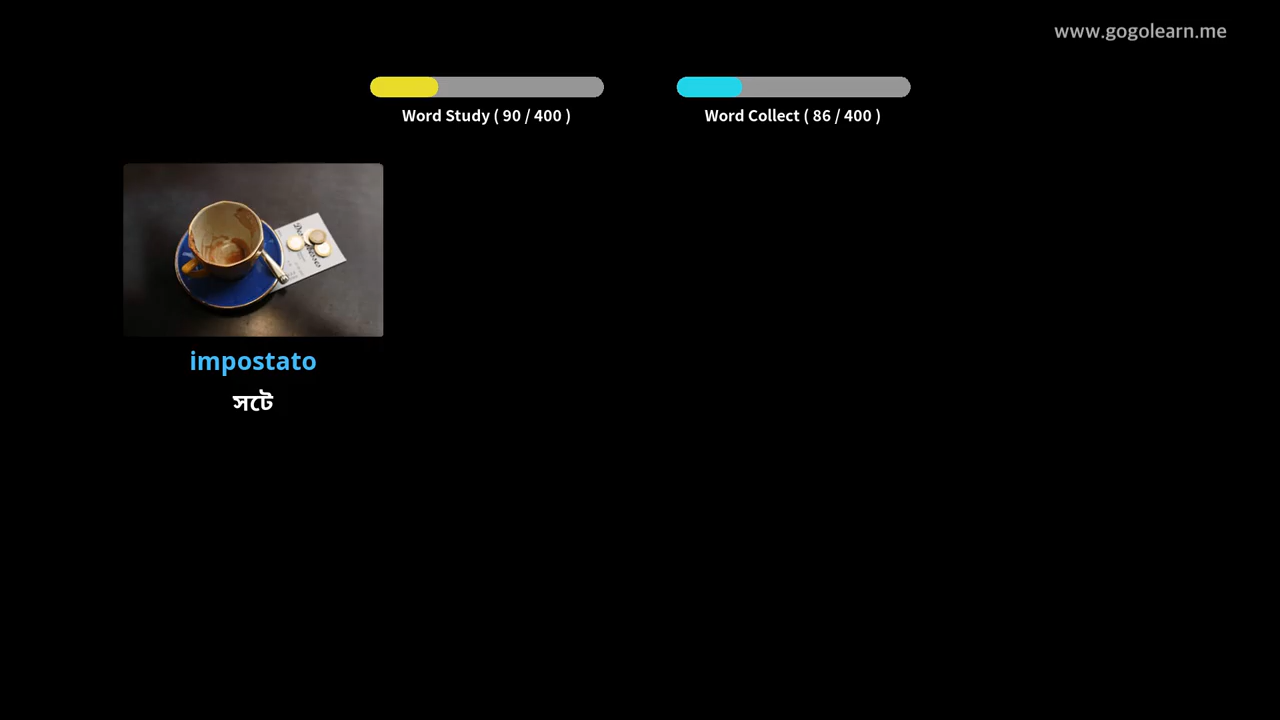 www.gogolearn.me
Word Study ( 90 / 400 )
Word Collect ( 86 / 400 )
impostato
সটে